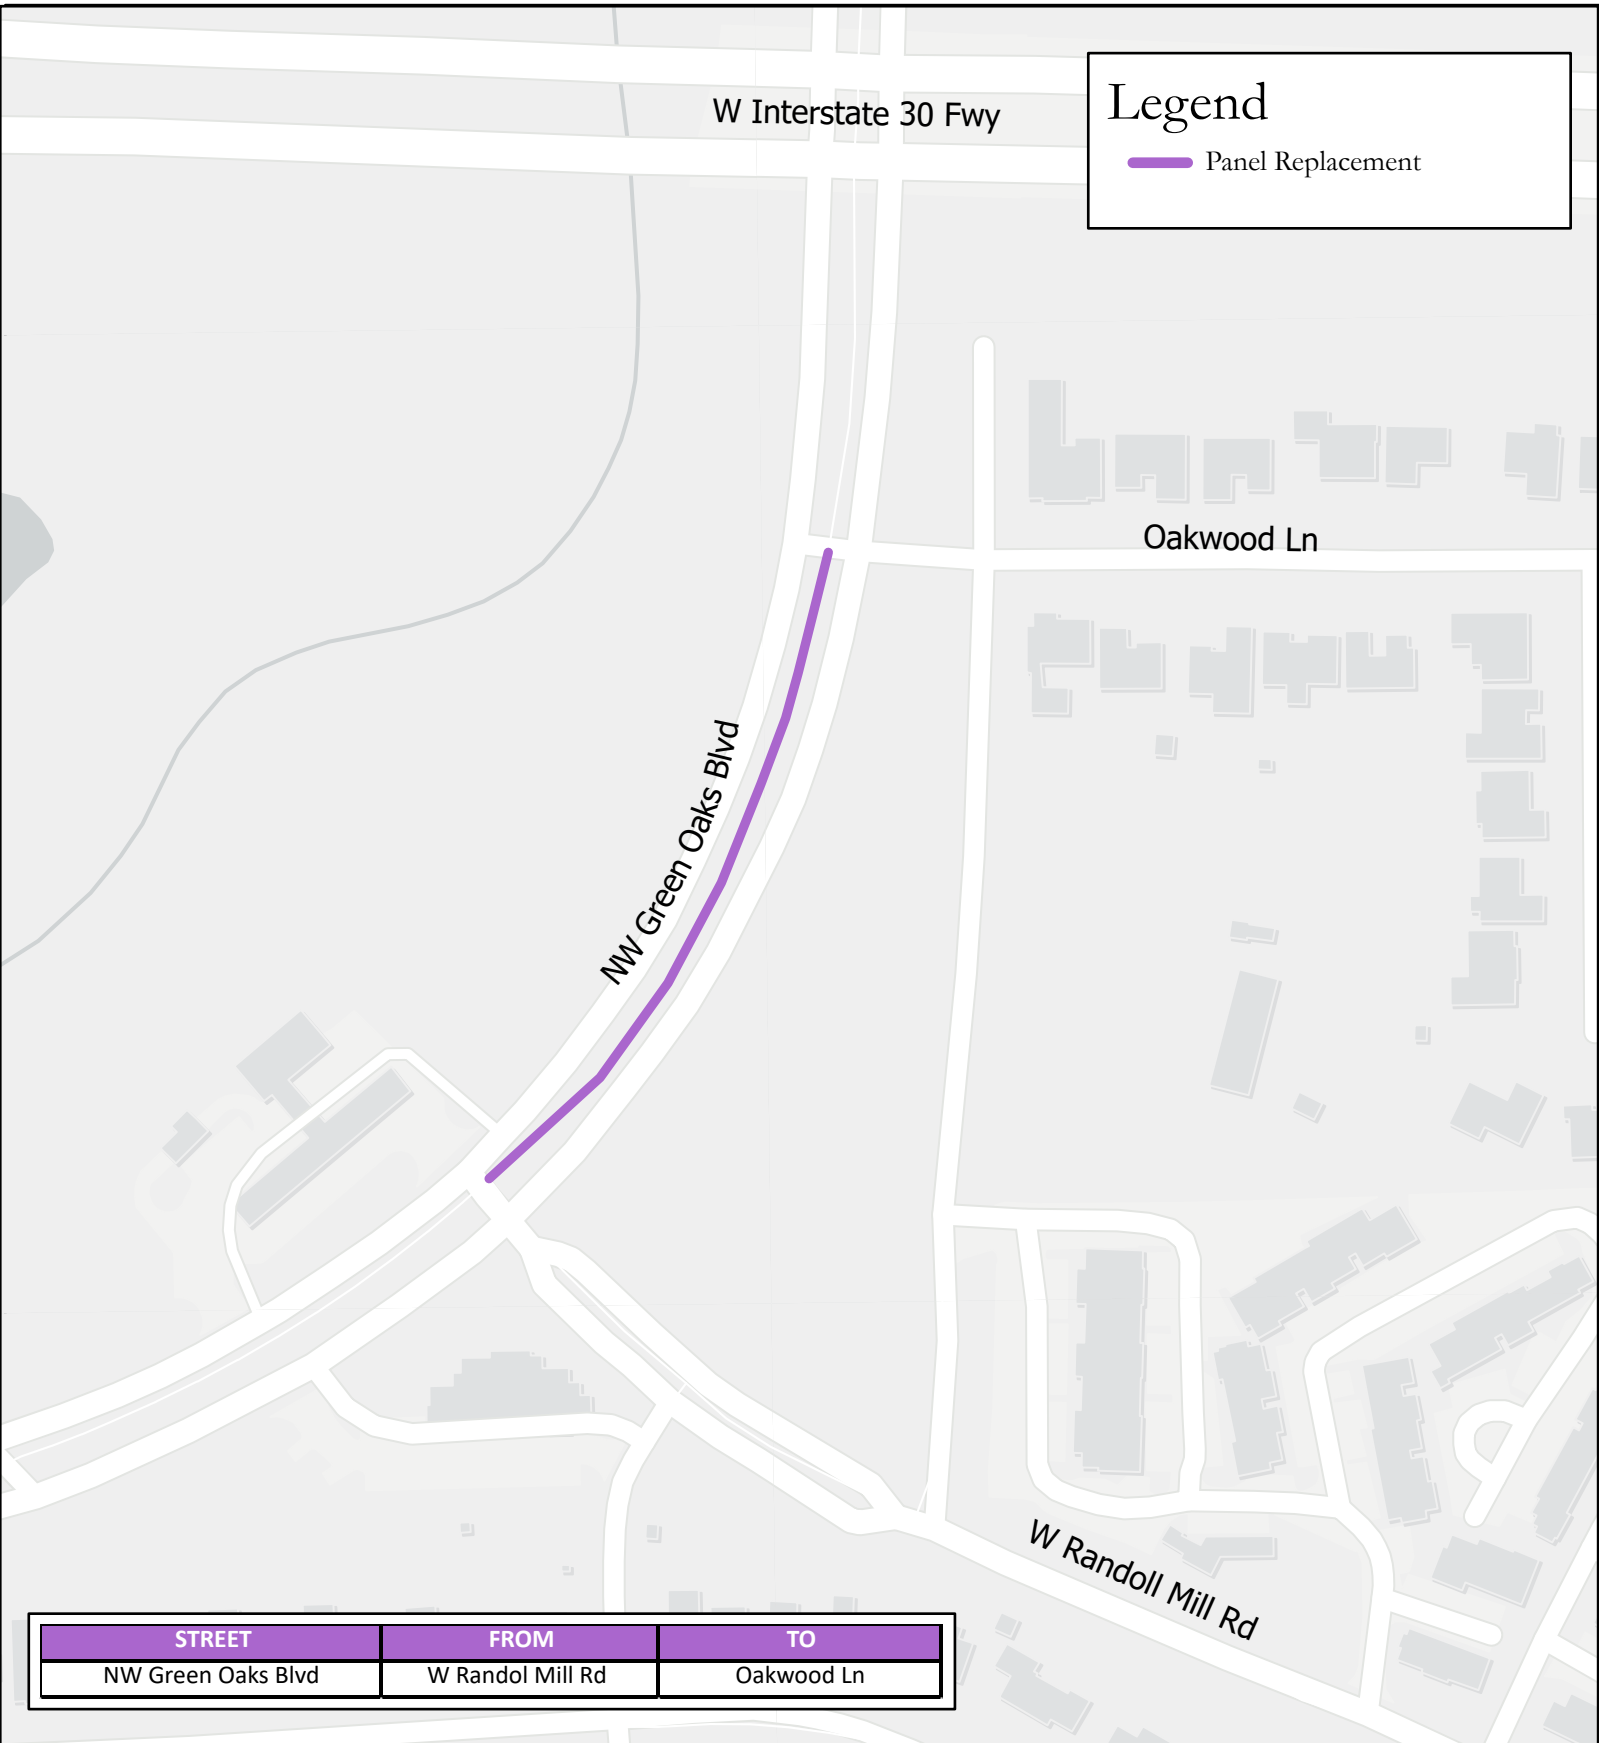 W Interstate 30 Fwy
Legend
Panel Replacement
Oakwood Ln
NW Green Oaks Blvd
W Randoll Mill Rd
STREET FROM TO
NW Green Oaks Blvd W Randol Mill Rd Oakwood Ln